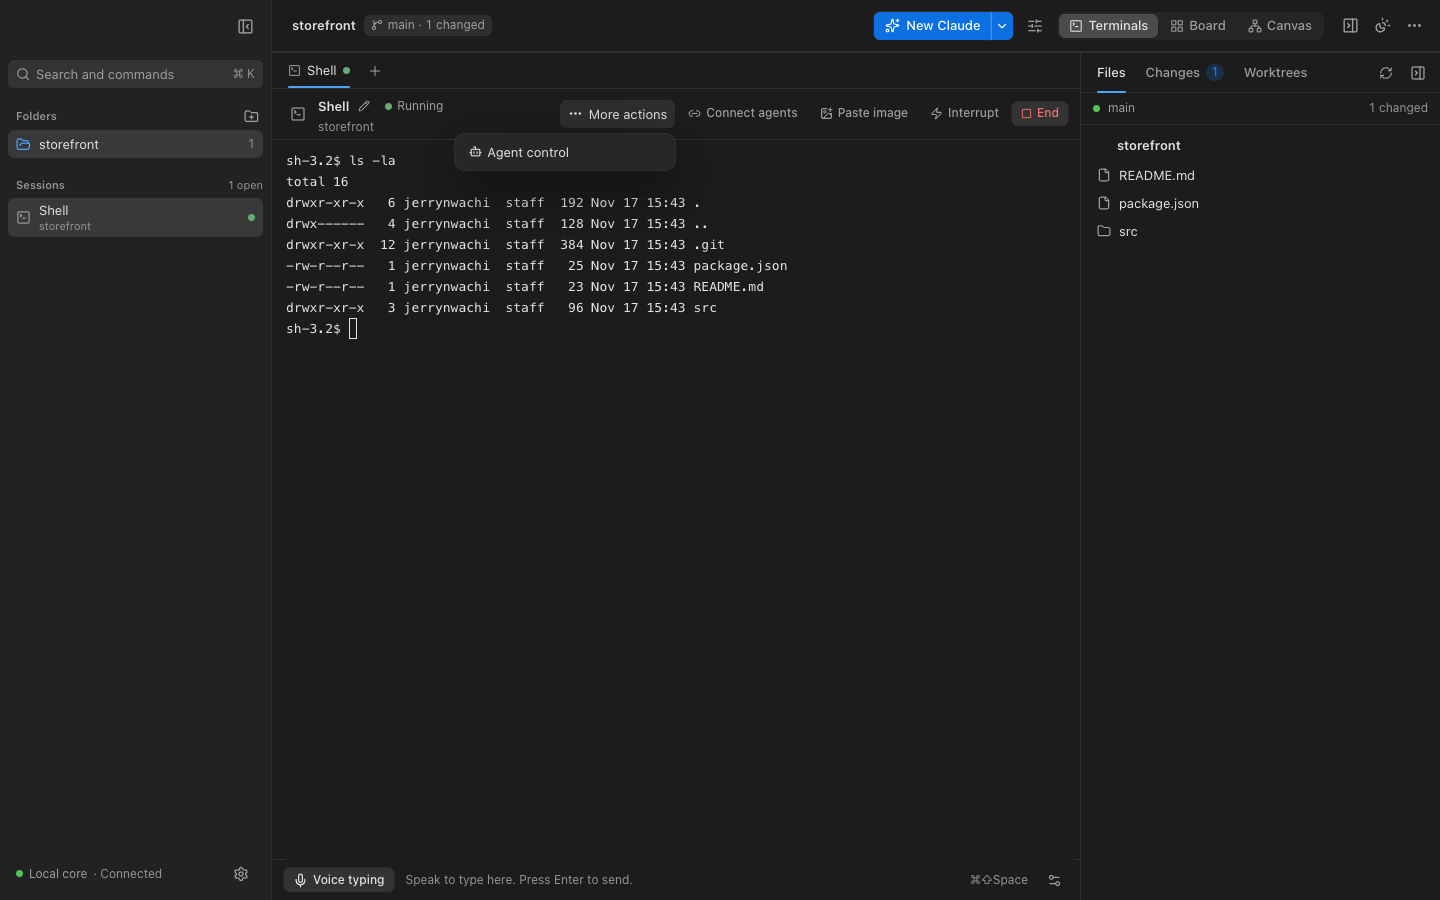 storefront
main · 1 changed
New Claude
Terminals
Board
Canvas
Search and commands
⌘ K
Folders
storefront
1
Sessions
1 open
Shell
storefront
Local core · Connected
Shell
Shell
Running
storefront
More actions
Connect agents
Paste image
Interrupt
End
Agent control
sh-3.2$ ls -la
total 16
drwxr-xr-x   6 jerrynwachi  staff  192 Nov 17 15:43 .
drwx------   4 jerrynwachi  staff  128 Nov 17 15:43 ..
drwxr-xr-x  12 jerrynwachi  staff  384 Nov 17 15:43 .git
-rw-r--r--   1 jerrynwachi  staff   25 Nov 17 15:43 package.json
-rw-r--r--   1 jerrynwachi  staff   23 Nov 17 15:43 README.md
drwxr-xr-x   3 jerrynwachi  staff   96 Nov 17 15:43 src
sh-3.2$
Voice typing
Speak to type here. Press Enter to send.
⌘⇧Space
Files
Changes
1
Worktrees
main
1 changed
storefront
README.md
package.json
src